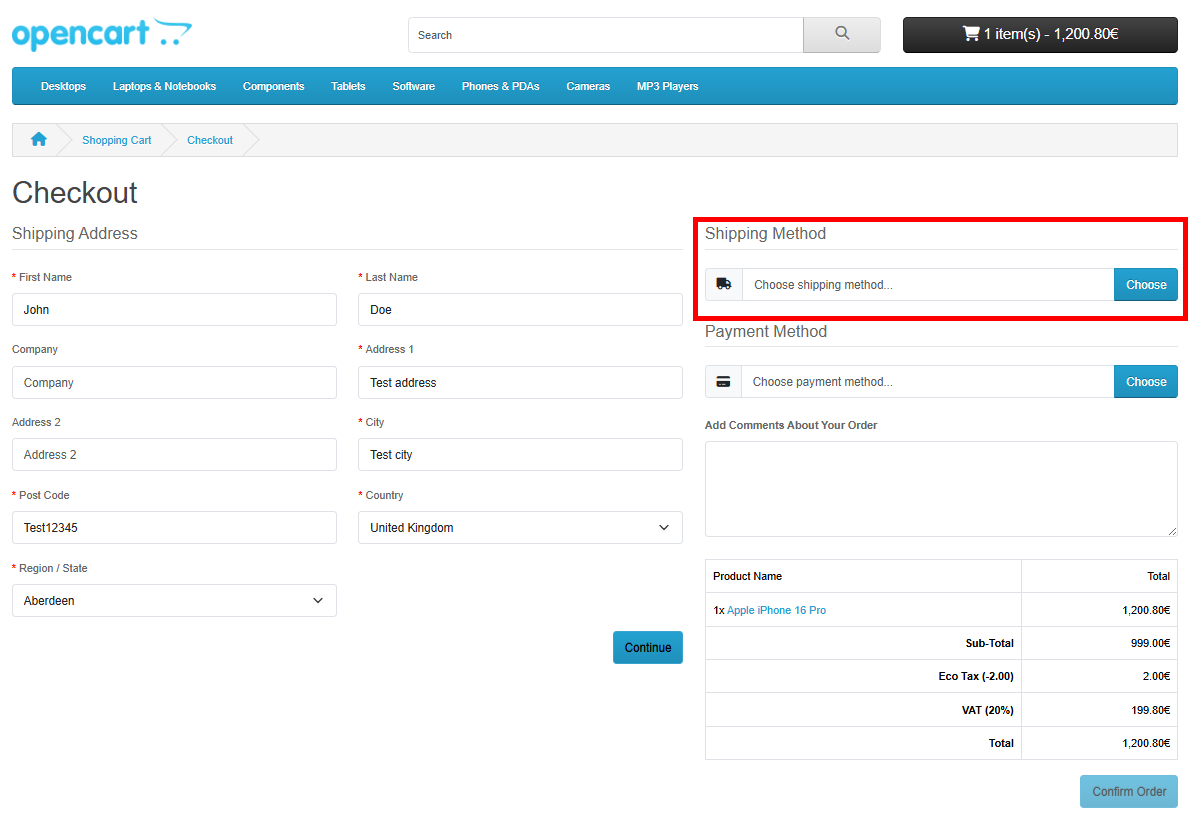 opencart
Search
1 item(s) - 1,200.80€
Desktops Laptops & Notebooks Components Tablets Software Phones & PDAs Cameras MP3 Players
Shopping Cart Checkout
Checkout
Shipping Address
* First Name * Last Name
John Doe
Company * Address 1
Company Test address
Address 2 * City
Address 2 Test city
* Post Code * Country
Test12345 United Kingdom
* Region / State
Aberdeen
Continue
Shipping Method
Choose shipping method... Choose
Payment Method
Choose payment method... Choose
Add Comments About Your Order
Product Name Total
1x Apple iPhone 16 Pro 1,200.80€
Sub-Total 999.00€
Eco Tax (-2.00) 2.00€
VAT (20%) 199.80€
Total 1,200.80€
Confirm Order